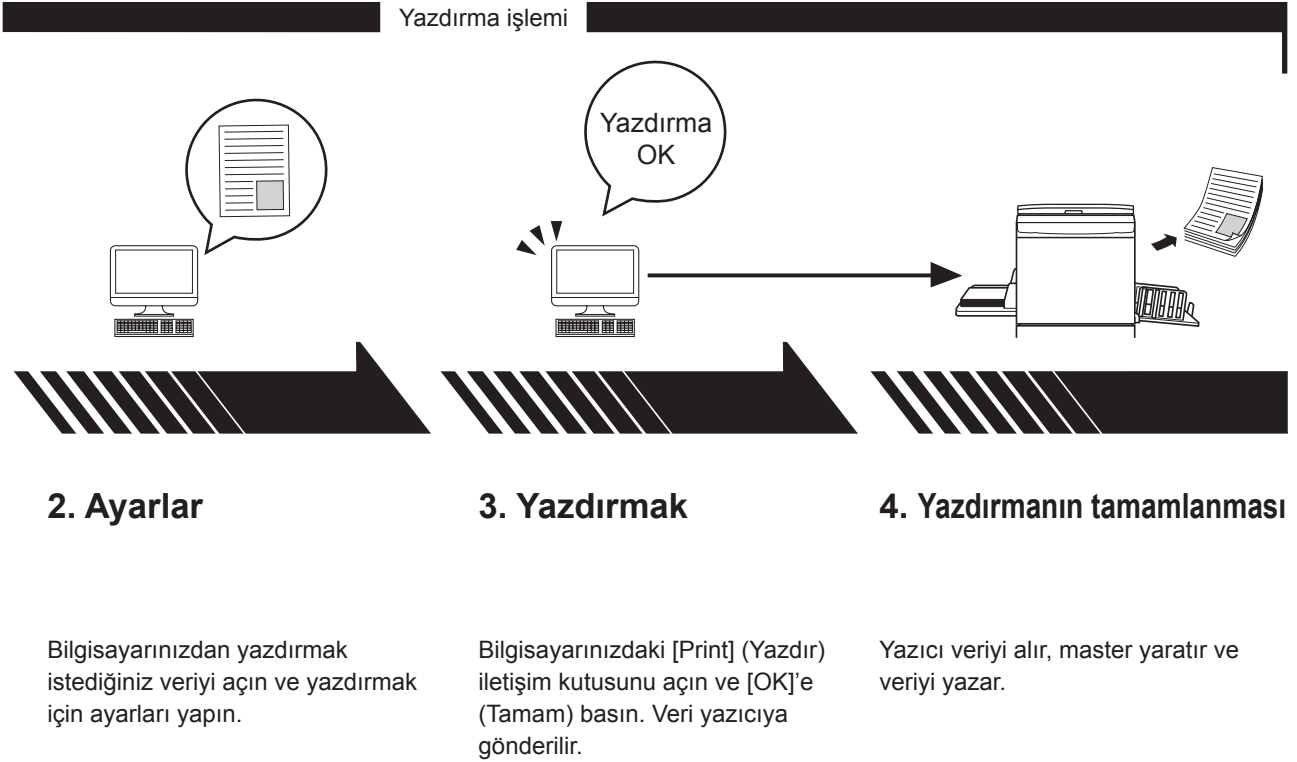 Yazdırma işlemi
Yazdırma
OK
2. Ayarlar
3. Yazdırmak
4. Yazdırmanın tamamlanması
Bilgisayarınızdan yazdırmak
istediğiniz veriyi açın ve yazdırmak
için ayarları yapın.
Bilgisayarınızdaki [Print] (Yazdır)
iletişim kutusunu açın ve [OK]’e
(Tamam) basın. Veri yazıcıya
gönderilir.
Yazıcı veriyi alır, master yaratır ve
veriyi yazar.